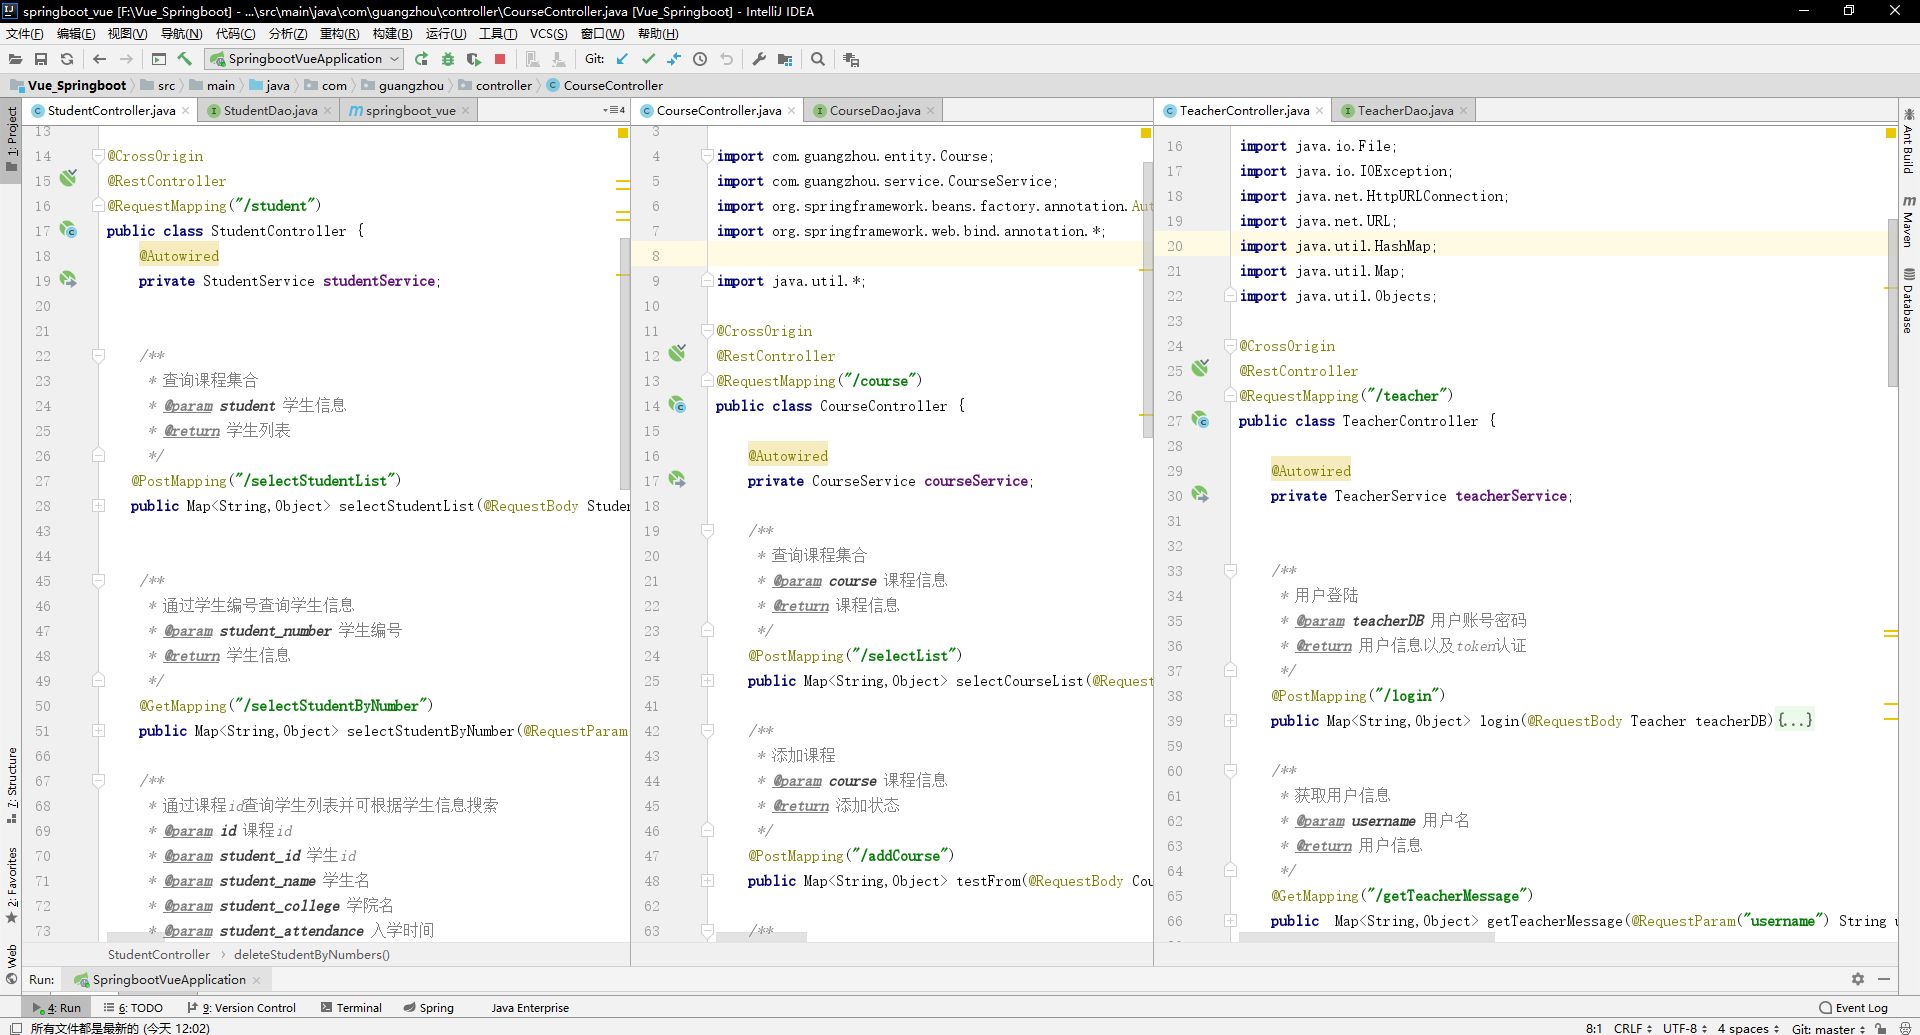 springboot_vue [F:\Vue_Springboot] - ...\src\main\java\com\guangzhou\controller\CourseController.java [Vue_Springboot] - IntelliJ IDEA
文件(F) 编辑(E) 视图(V) 导航(N) 代码(C) 分析(Z) 重构(R) 构建(B) 运行(U) 工具(T) VCS(S) 窗口(W) 帮助(H)
SpringbootVueApplication Git:
Vue_Springboot src main java com guangzhou controller CourseController
1: Project
7: Structure
2: Favorites
Web
StudentController.java StudentDao.java springboot_vue 4
13
14 @CrossOrigin
15 @RestController
16 @RequestMapping("/student")
17 public class StudentController {
18 @Autowired
19 private StudentService studentService;
20
21
22 /**
23 * 查询课程集合
24 * @param student 学生信息
25 * @return 学生列表
26 */
27 @PostMapping("/selectStudentList")
28 public Map<String,Object> selectStudentList(@RequestBody Studen
43
44
45 /**
46 * 通过学生编号查询学生信息
47 * @param student_number 学生编号
48 * @return 学生信息
49 */
50 @GetMapping("/selectStudentByNumber")
51 public Map<String,Object> selectStudentByNumber(@RequestParam
66
67 /**
68 * 通过课程id查询学生列表并可根据学生信息搜索
69 * @param id 课程id
70 * @param student_id 学生id
71 * @param student_name 学生名
72 * @param student_college 学院名
73 * @param student_attendance 入学时间
StudentController deleteStudentByNumbers()
CourseController.java CourseDao.java
3
4 import com.guangzhou.entity.Course;
5 import com.guangzhou.service.CourseService;
6 import org.springframework.beans.factory.annotation.Aut
7 import org.springframework.web.bind.annotation.*;
8
9 import java.util.*;
10
11 @CrossOrigin
12 @RestController
13 @RequestMapping("/course")
14 public class CourseController {
15
16 @Autowired
17 private CourseService courseService;
18
19 /**
20 * 查询课程集合
21 * @param course 课程信息
22 * @return 课程信息
23 */
24 @PostMapping("/selectList")
25 public Map<String,Object> selectCourseList(@Request
41
42 /**
43 * 添加课程
44 * @param course 课程信息
45 * @return 添加状态
46 */
47 @PostMapping("/addCourse")
48 public Map<String,Object> testFrom(@RequestBody Cou
62
63 /**
TeacherController.java TeacherDao.java
16 import java.io.File;
17 import java.io.IOException;
18 import java.net.HttpURLConnection;
19 import java.net.URL;
20 import java.util.HashMap;
21 import java.util.Map;
22 import java.util.Objects;
23
24 @CrossOrigin
25 @RestController
26 @RequestMapping("/teacher")
27 public class TeacherController {
28
29 @Autowired
30 private TeacherService teacherService;
31
32
33 /**
34 * 用户登陆
35 * @param teacherDB 用户账号密码
36 * @return 用户信息以及token认证
37 */
38 @PostMapping("/login")
39 public Map<String,Object> login(@RequestBody Teacher teacherDB){...}
59
60 /**
61 * 获取用户信息
62 * @param username 用户名
63 * @return 用户信息
64 */
65 @GetMapping("/getTeacherMessage")
66 public Map<String,Object> getTeacherMessage(@RequestParam("username") String u
Ant Build
Maven
Database
Run: SpringbootVueApplication
4: Run 6: TODO 9: Version Control Terminal Spring Java Enterprise Event Log
所有文件都是最新的 (今天 12:02) 8:1 CRLF UTF-8 4 spaces Git: master